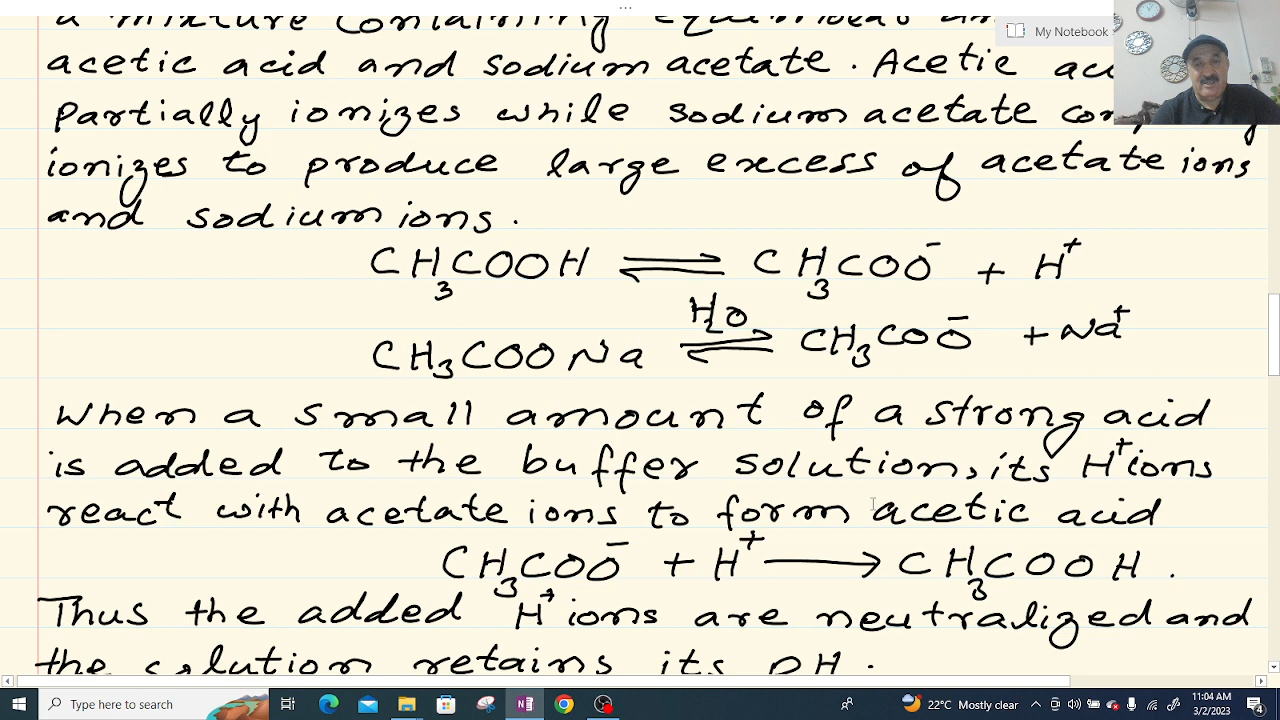 My Notebook
a mixture containing
acetic acid and sodium acetate. Acetic
Partially ionizes while sodium acetate
ionizes to produce large excess of acetate ions
and sodium ions.
CH₃COOH ⇌ CH₃COO⁻ + H⁺
H₂O
CH₃COONa ⇌ CH₃COO⁻ + Na⁺
When a small amount of a strong acid
is added to the buffer solution, its H⁺ ions
react with acetate ions to form acetic acid
CH₃COO⁻ + H⁺ ⟶ CH₃COOH.
Thus the added H⁺ ions are neutralized and
the solution retains its pH.
Type here to search
22°C Mostly clear
11:04 AM
3/2/2023
4